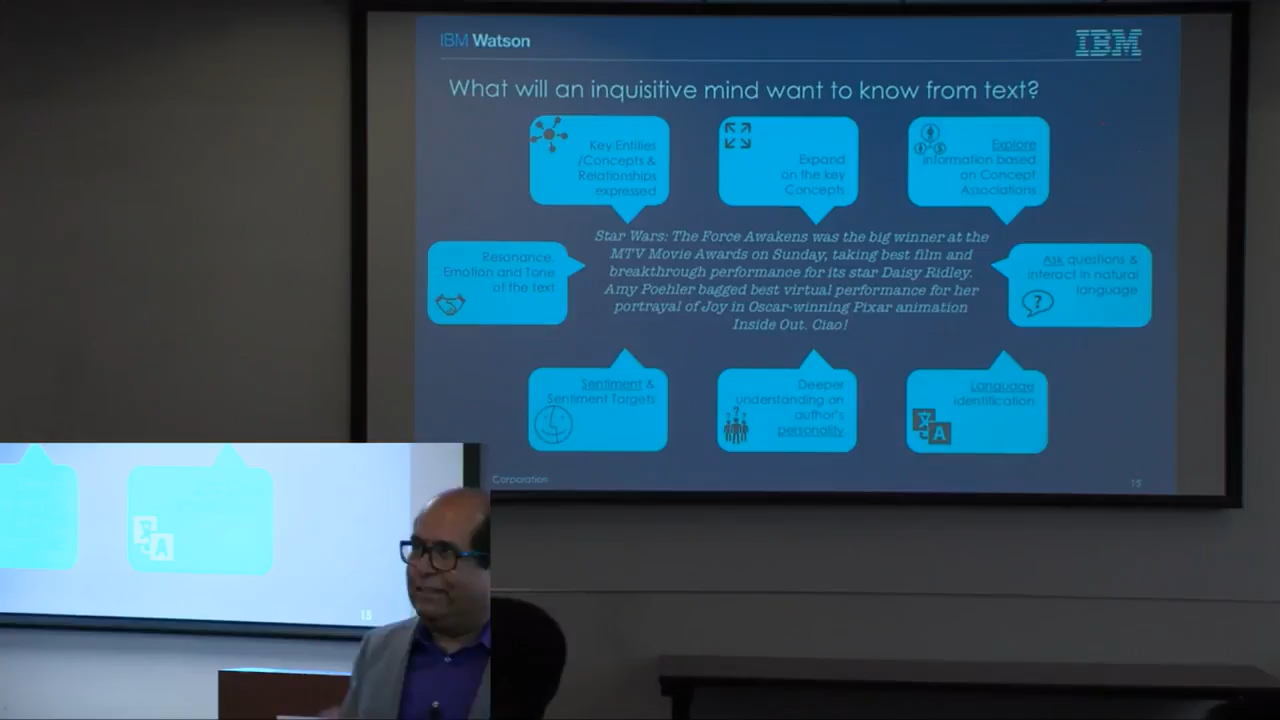 IBM Watson
IBM
What will an inquisitive mind want to know from text?
Key Entities
/Concepts &
Relationships
expressed
Expand
on the key
Concepts
Explore
information based
on Concept
Associations
Resonance,
Emotion and Tone
of the text
Star Wars: The Force Awakens was the big winner at the
MTV Movie Awards on Sunday, taking best film and
breakthrough performance for its star Daisy Ridley.
Amy Poehler bagged best virtual performance for her
portrayal of Joy in Oscar-winning Pixar animation
Inside Out. Ciao!
Ask questions &
interact in natural
language
?
Sentiment &
Sentiment Targets
Deeper
understanding an
author's
personality
Language
identification
A
Corporation
15
A
15